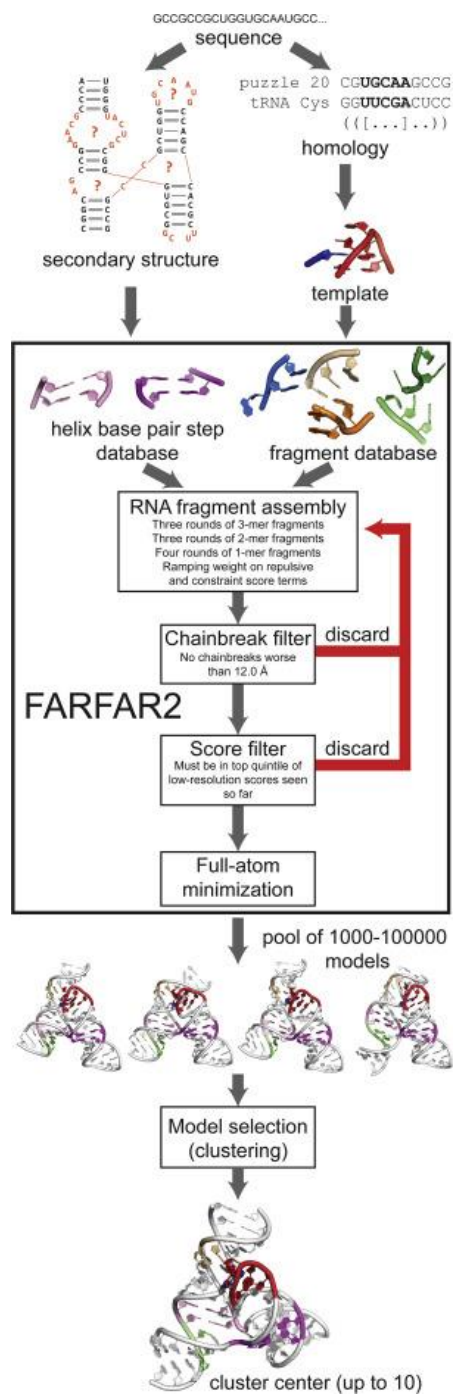 GCCGCCGCUGGUGCAAUGCC...
sequence
puzzle 20 CGUGCAAGCCG
tRNA Cys GGUUCGACUCC
(([...]..))
homology
?
?
?
?
?
secondary structure
template
helix base pair step
database
fragment database
RNA fragment assembly
Three rounds of 3-mer fragments
Three rounds of 2-mer fragments
Four rounds of 1-mer fragments
Ramping weight on repulsive
and constraint score terms
Chainbreak filter
No chainbreaks worse
than 12.0 Å
discard
FARFAR2
Score filter
Must be in top quintile of
low-resolution scores seen
so far
discard
Full-atom
minimization
pool of 1000-100000
models
Model selection
(clustering)
cluster center (up to 10)